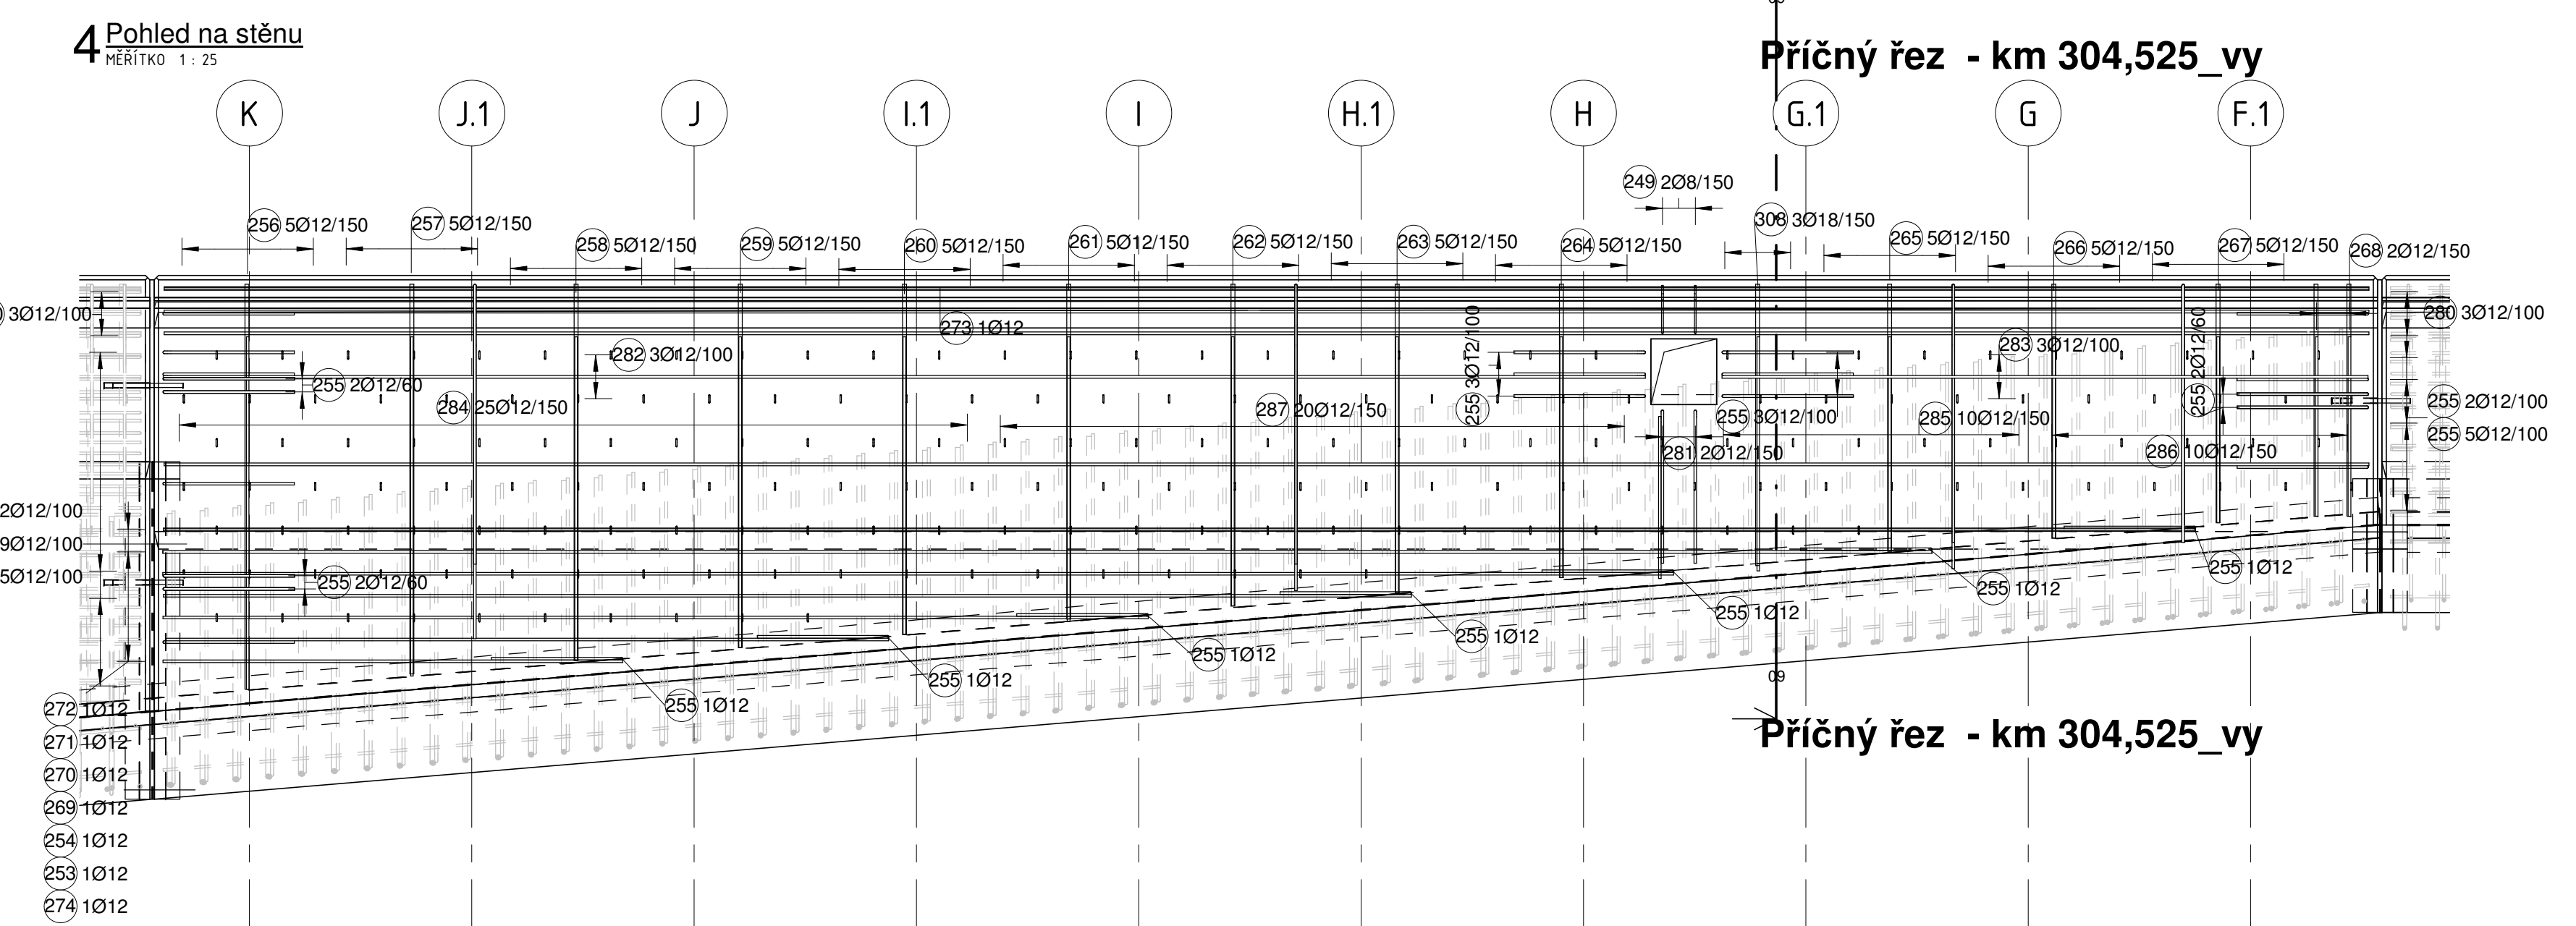 4 Pohled na stěnu
MĚŘÍTKO 1 : 25
Příčný řez - km 304,525_vy
K J.1 J I.1 I H.1 H G.1 G F.1
249 2Ø8/150
256 5Ø12/150
257 5Ø12/150
258 5Ø12/150
259 5Ø12/150
260 5Ø12/150
261 5Ø12/150
262 5Ø12/150
263 5Ø12/150
264 5Ø12/150
308 3Ø18/150
265 5Ø12/150
266 5Ø12/150
267 5Ø12/150
268 2Ø12/150
3Ø12/100
273 1Ø12
280 3Ø12/100
282 3Ø12/100
255 3Ø12/100
283 3Ø12/100
255 2Ø12/60
255 2Ø12/60
284 25Ø12/150
287 20Ø12/150
255 3Ø12/100
285 10Ø12/150
281 2Ø12/150
286 10Ø12/150
255 2Ø12/100
255 5Ø12/100
2Ø12/100
9Ø12/100
5Ø12/100
255 2Ø12/60
255 1Ø12
255 1Ø12
255 1Ø12
255 1Ø12
255 1Ø12
255 1Ø12
255 1Ø12
09
Příčný řez - km 304,525_vy
272 1Ø12
271 1Ø12
270 1Ø12
269 1Ø12
254 1Ø12
253 1Ø12
274 1Ø12